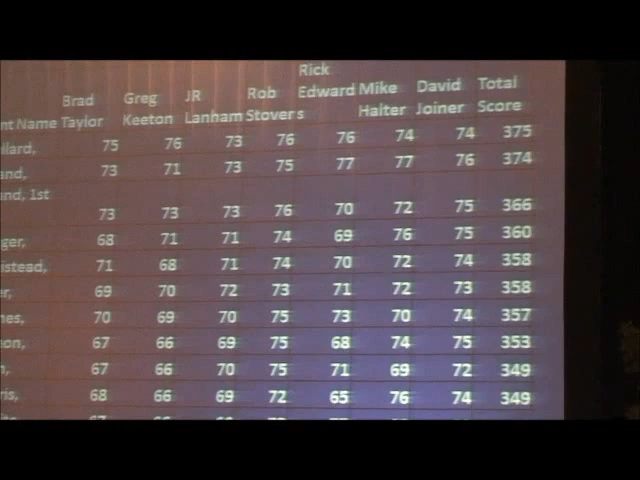 Rick
Brad Greg JR Rob Edward Mike David Total
nt Name Taylor Keeton Lanham Stovers s Halter Joiner Score
llard, 75 76 73 76 76 74 74 375
and, 73 71 73 75 77 77 76 374
and, 1st
73 73 73 76 70 72 75 366
ger, 68 71 71 74 69 76 75 360
istead, 71 68 71 74 70 72 74 358
er, 69 70 72 73 71 72 73 358
nes, 70 69 70 75 73 70 74 357
on, 67 66 69 75 68 74 75 353
n, 67 66 70 75 71 69 72 349
ris, 68 66 69 72 65 76 74 349